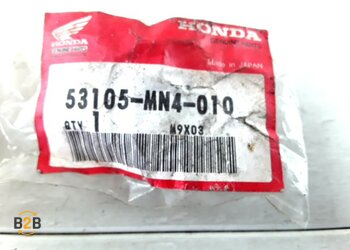 HONDA
HONDA
GENUINE PARTS
MADE IN JAPAN
53105-MN4-010
QTY 1
M9X03
B2B